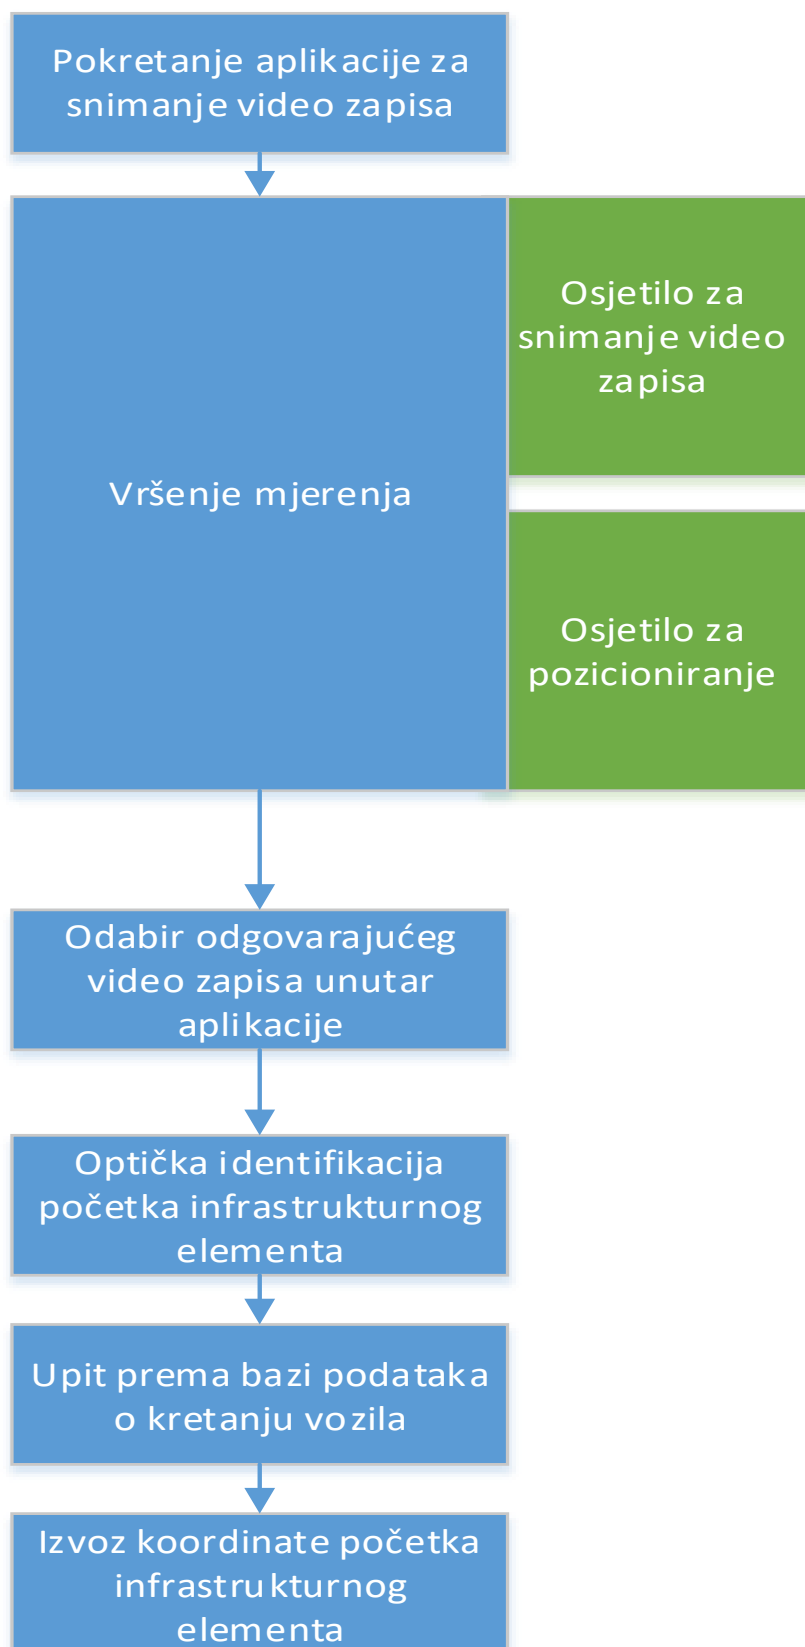 Pokretanje aplikacije za
snimanje video zapisa
Vršenje mjerenja
Osjetilo za
snimanje video
zapisa
Osjetilo za
pozicioniranje
Odabir odgovarajućeg
video zapisa unutar
aplikacije
Optička identifikacija
početka infrastrukturnog
elementa
Upit prema bazi podataka
o kretanju vozila
Izvoz koordinate početka
infrastrukturnog
elementa